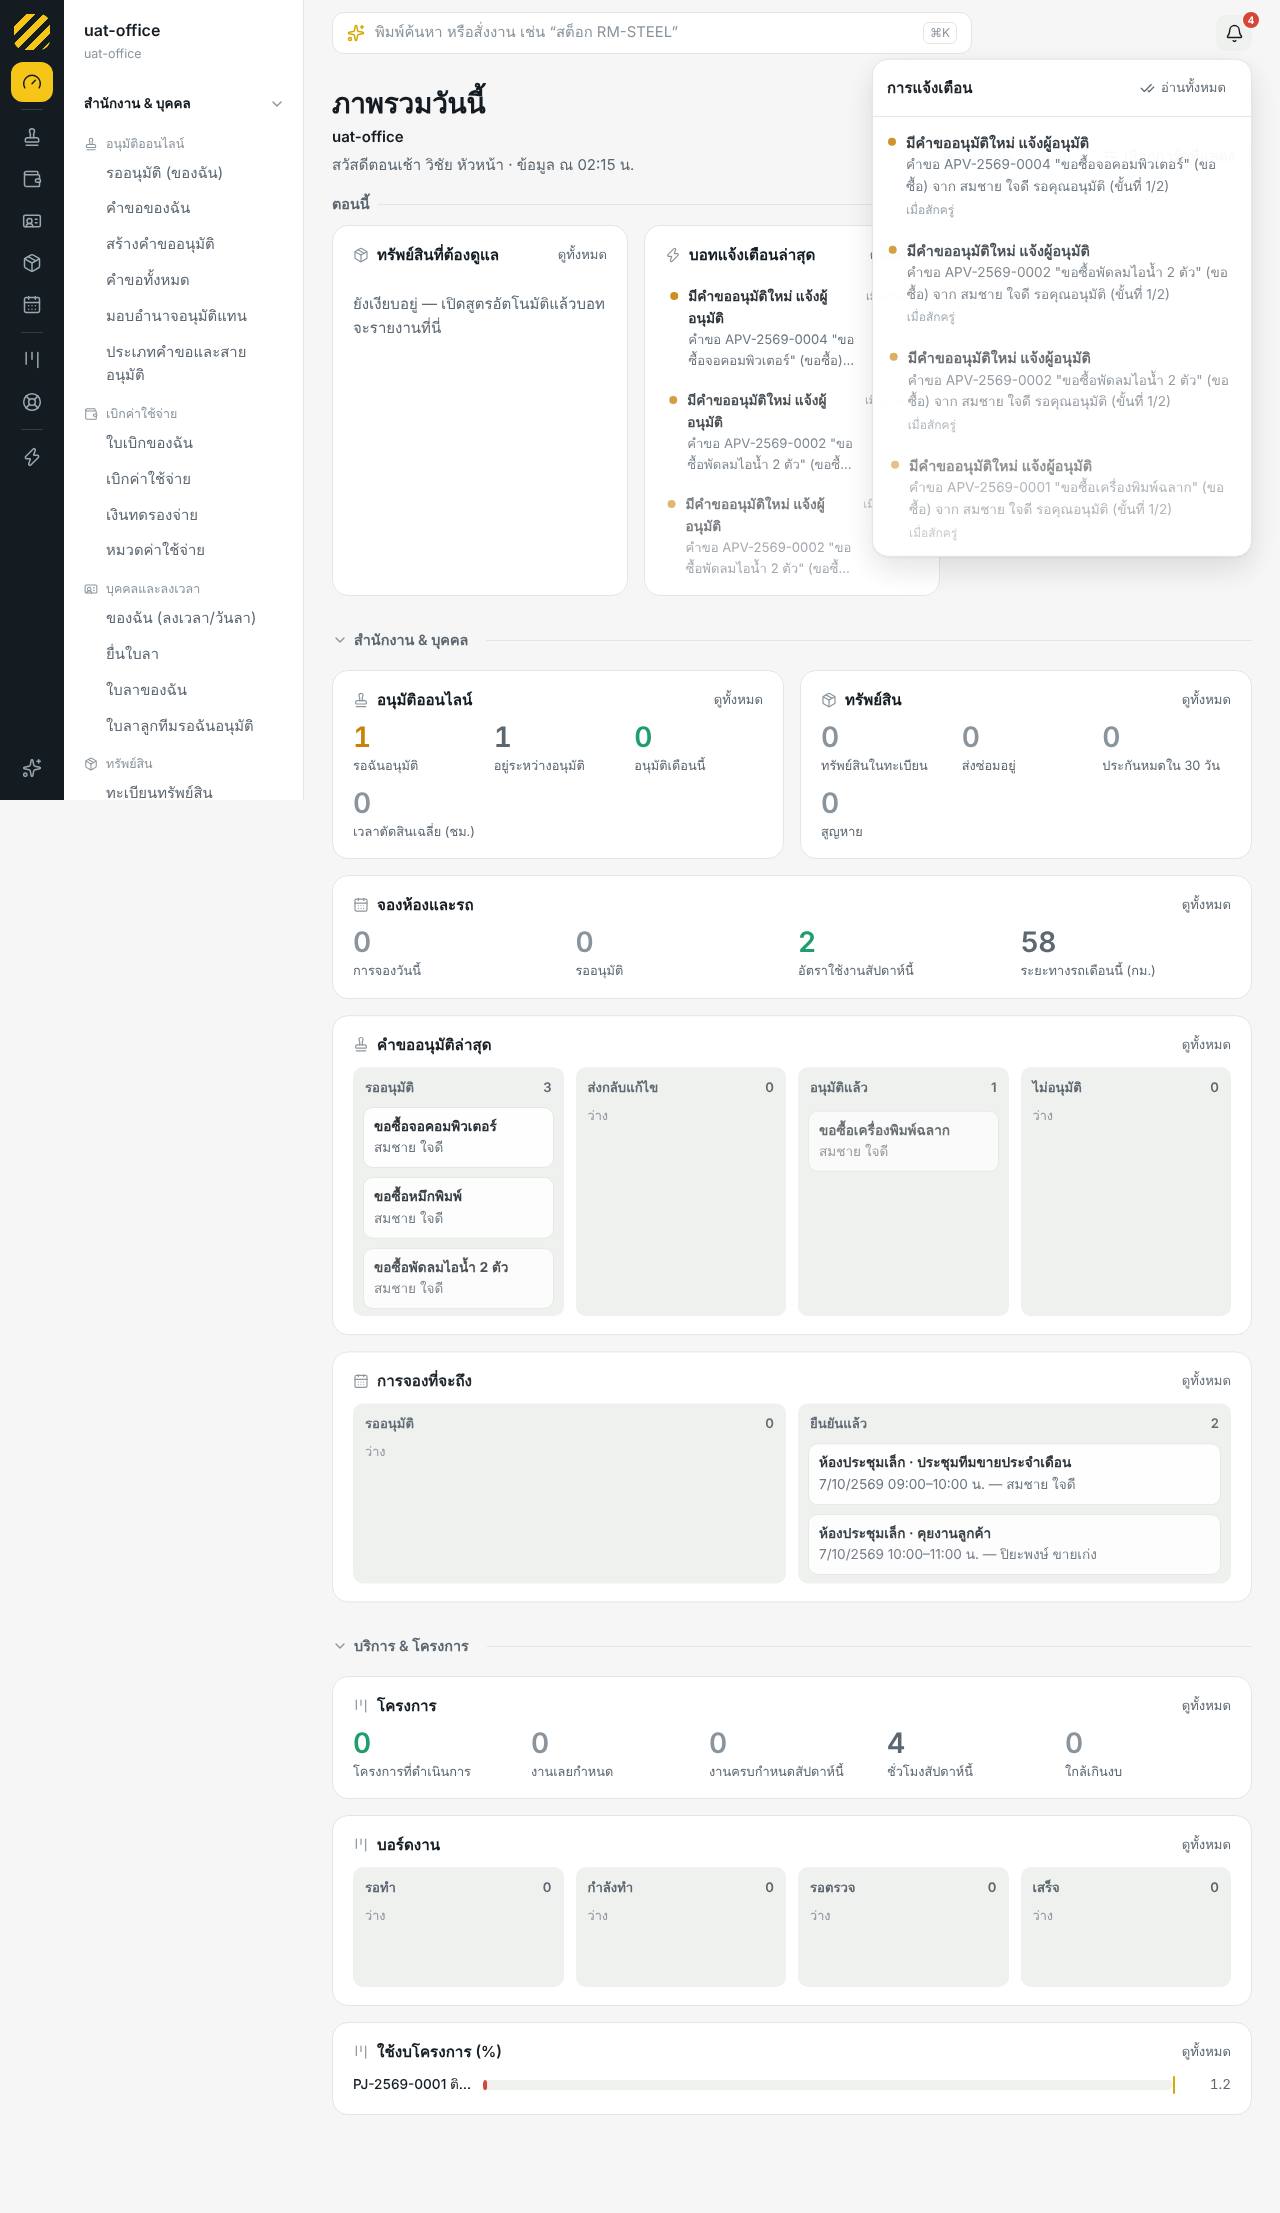 uat-office
uat-office
สำนักงาน & บุคคล
อนุมัติออนไลน์
รออนุมัติ (ของฉัน)
คำขอของฉัน
สร้างคำขออนุมัติ
คำขอทั้งหมด
มอบอำนาจอนุมัติแทน
ประเภทคำขอและสาย
อนุมัติ
เบิกค่าใช้จ่าย
ใบเบิกของฉัน
เบิกค่าใช้จ่าย
เงินทดรองจ่าย
หมวดค่าใช้จ่าย
บุคคลและลงเวลา
ของฉัน (ลงเวลา/วันลา)
ยื่นใบลา
ใบลาของฉัน
ใบลาลูกทีมรอฉันอนุมัติ
ทรัพย์สิน
ทะเบียนทรัพย์สิน
พิมพ์ค้นหา หรือสั่งงาน เช่น “สต็อก RM-STEEL”
⌘K
4
ภาพรวมวันนี้
uat-office
สวัสดีตอนเช้า วิชัย หัวหน้า · ข้อมูล ณ 02:15 น.
ตอนนี้
ทรัพย์สินที่ต้องดูแล
ดูทั้งหมด
ยังเงียบอยู่ — เปิดสูตรอัตโนมัติแล้วบอท
จะรายงานที่นี่
บอทแจ้งเตือนล่าสุด
มีคำขออนุมัติใหม่ แจ้งผู้
อนุมัติ
คำขอ APV-2569-0004 "ขอ
ซื้อจอคอมพิวเตอร์" (ขอซื้อ)...
มีคำขออนุมัติใหม่ แจ้งผู้
อนุมัติ
คำขอ APV-2569-0002 "ขอ
ซื้อพัดลมไอน้ำ 2 ตัว" (ขอซื้...
มีคำขออนุมัติใหม่ แจ้งผู้
อนุมัติ
คำขอ APV-2569-0002 "ขอ
ซื้อพัดลมไอน้ำ 2 ตัว" (ขอซื้...
การแจ้งเตือน
อ่านทั้งหมด
มีคำขออนุมัติใหม่ แจ้งผู้อนุมัติ
คำขอ APV-2569-0004 "ขอซื้อจอคอมพิวเตอร์" (ขอ
ซื้อ) จาก สมชาย ใจดี รอคุณอนุมัติ (ขั้นที่ 1/2)
เมื่อสักครู่
มีคำขออนุมัติใหม่ แจ้งผู้อนุมัติ
คำขอ APV-2569-0002 "ขอซื้อพัดลมไอน้ำ 2 ตัว" (ขอ
ซื้อ) จาก สมชาย ใจดี รอคุณอนุมัติ (ขั้นที่ 1/2)
เมื่อสักครู่
มีคำขออนุมัติใหม่ แจ้งผู้อนุมัติ
คำขอ APV-2569-0002 "ขอซื้อพัดลมไอน้ำ 2 ตัว" (ขอ
ซื้อ) จาก สมชาย ใจดี รอคุณอนุมัติ (ขั้นที่ 1/2)
เมื่อสักครู่
มีคำขออนุมัติใหม่ แจ้งผู้อนุมัติ
คำขอ APV-2569-0001 "ขอซื้อเครื่องพิมพ์ฉลาก" (ขอ
ซื้อ) จาก สมชาย ใจดี รอคุณอนุมัติ (ขั้นที่ 1/2)
เมื่อสักครู่
สำนักงาน & บุคคล
อนุมัติออนไลน์
ดูทั้งหมด
1 1 0
รอฉันอนุมัติ อยู่ระหว่างอนุมัติ อนุมัติเดือนนี้
0
เวลาตัดสินเฉลี่ย (ชม.)
ทรัพย์สิน
ดูทั้งหมด
0 0 0
ทรัพย์สินในทะเบียน ส่งซ่อมอยู่ ประกันหมดใน 30 วัน
0
สูญหาย
จองห้องและรถ
ดูทั้งหมด
0 0 2 58
การจองวันนี้ รออนุมัติ อัตราใช้งานสัปดาห์นี้ ระยะทางรถเดือนนี้ (กม.)
คำขออนุมัติล่าสุด
ดูทั้งหมด
รออนุมัติ 3
ขอซื้อจอคอมพิวเตอร์
สมชาย ใจดี
ขอซื้อหมึกพิมพ์
สมชาย ใจดี
ขอซื้อพัดลมไอน้ำ 2 ตัว
สมชาย ใจดี
ส่งกลับแก้ไข 0
ว่าง
อนุมัติแล้ว 1
ขอซื้อเครื่องพิมพ์ฉลาก
สมชาย ใจดี
ไม่อนุมัติ 0
ว่าง
การจองที่จะถึง
ดูทั้งหมด
รออนุมัติ 0
ว่าง
ยืนยันแล้ว 2
ห้องประชุมเล็ก · ประชุมทีมขายประจำเดือน
7/10/2569 09:00–10:00 น. — สมชาย ใจดี
ห้องประชุมเล็ก · คุยงานลูกค้า
7/10/2569 10:00–11:00 น. — ปิยะพงษ์ ขายเก่ง
บริการ & โครงการ
โครงการ
ดูทั้งหมด
0 0 0 4 0
โครงการที่ดำเนินการ งานเลยกำหนด งานครบกำหนดสัปดาห์นี้ ชั่วโมงสัปดาห์นี้ ใกล้เกินงบ
บอร์ดงาน
ดูทั้งหมด
รอทำ 0 กำลังทำ 0 รอตรวจ 0 เสร็จ 0
ว่าง ว่าง ว่าง ว่าง
ใช้งบโครงการ (%)
ดูทั้งหมด
PJ-2569-0001 ติ... 1.2